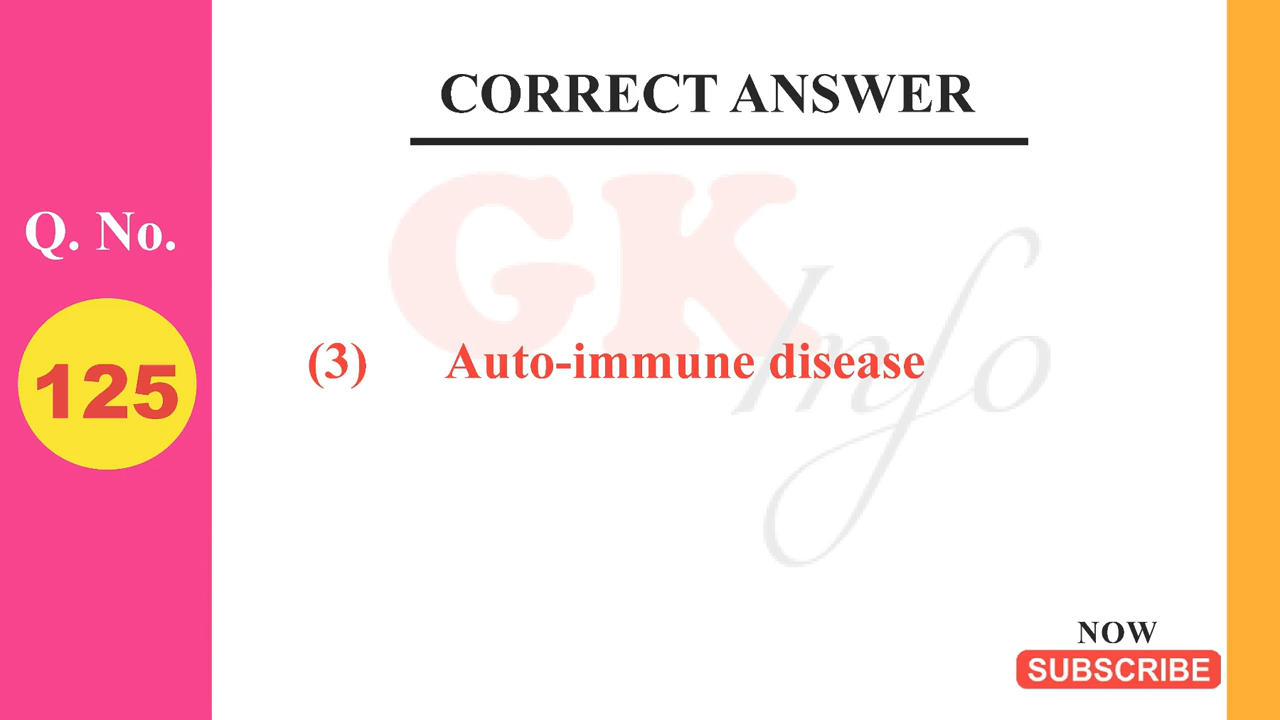 CORRECT ANSWER
GK Info
Q. No.
125
(3) Auto-immune disease
NOW
SUBSCRIBE